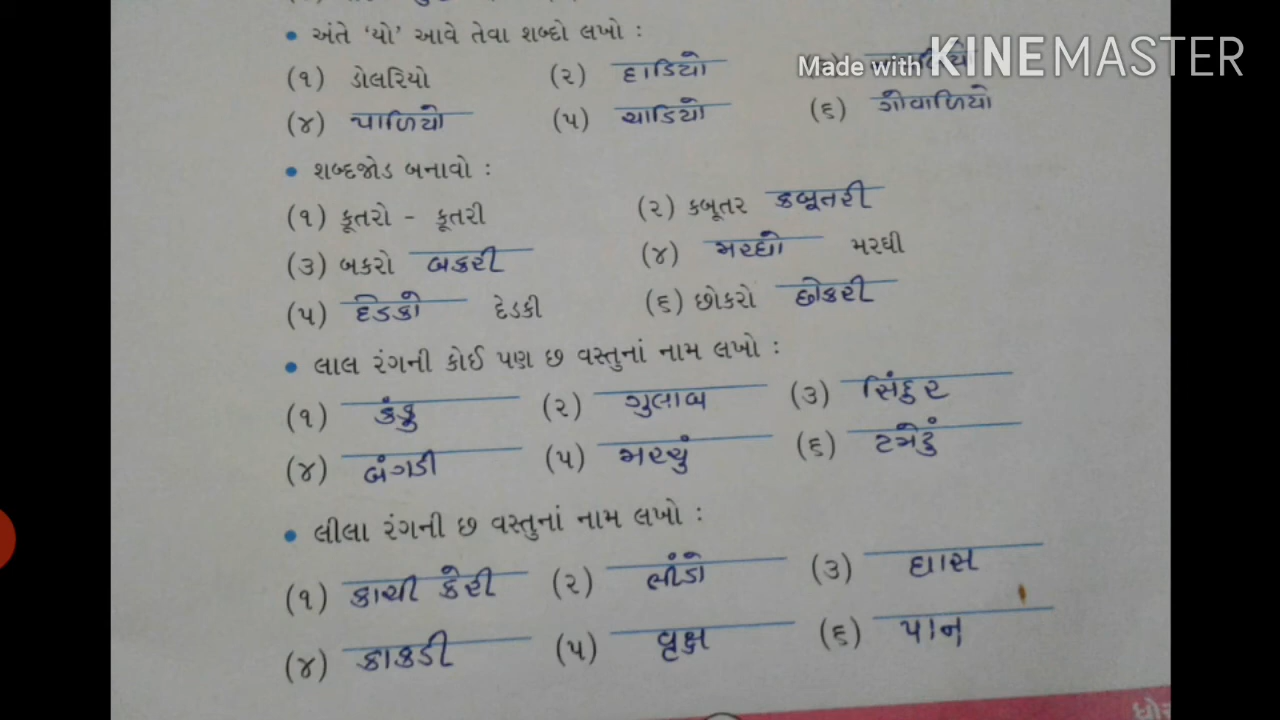 • અંતે ‘યો’ આવે તેવા શબ્દો લખો :
Made with KINEMASTER
(૧) ડોલરિયો (૨) હાડિયો
(૪) પાળિયો (૫) ચાડિયો (૬) ગોવાળિયો
• શબ્દજોડ બનાવો :
(૧) કૂતરો - કૂતરી (૨) કબૂતર કબૂતરી
(૩) બકરો બકરી (૪) મરઘો મરઘી
(૫) દેડકો દેડકી (૬) છોકરો છોકરી
• લાલ રંગની કોઈ પણ છ વસ્તુનાં નામ લખો :
(૧) કંકુ (૨) ગુલાબ (૩) સિંદુર
(૪) બંગડી (૫) મરચું (૬) ટમેટું
• લીલા રંગની છ વસ્તુનાં નામ લખો :
(૧) કાચી કેરી (૨) ભીંડો (૩) ઘાસ
(૪) કાકડી (૫) વૃક્ષ (૬) પાન